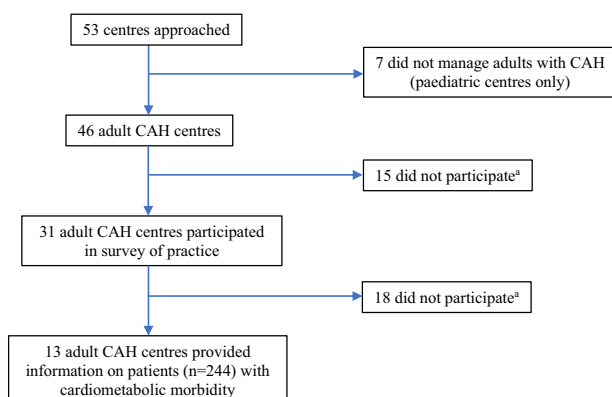 53 centres approached
7 did not manage adults with CAH
(paediatric centres only)
46 adult CAH centres
15 did not participateᵃ
31 adult CAH centres participated
in survey of practice
18 did not participateᵃ
13 adult CAH centres provided
information on patients (n=244) with
cardiometabolic morbidity